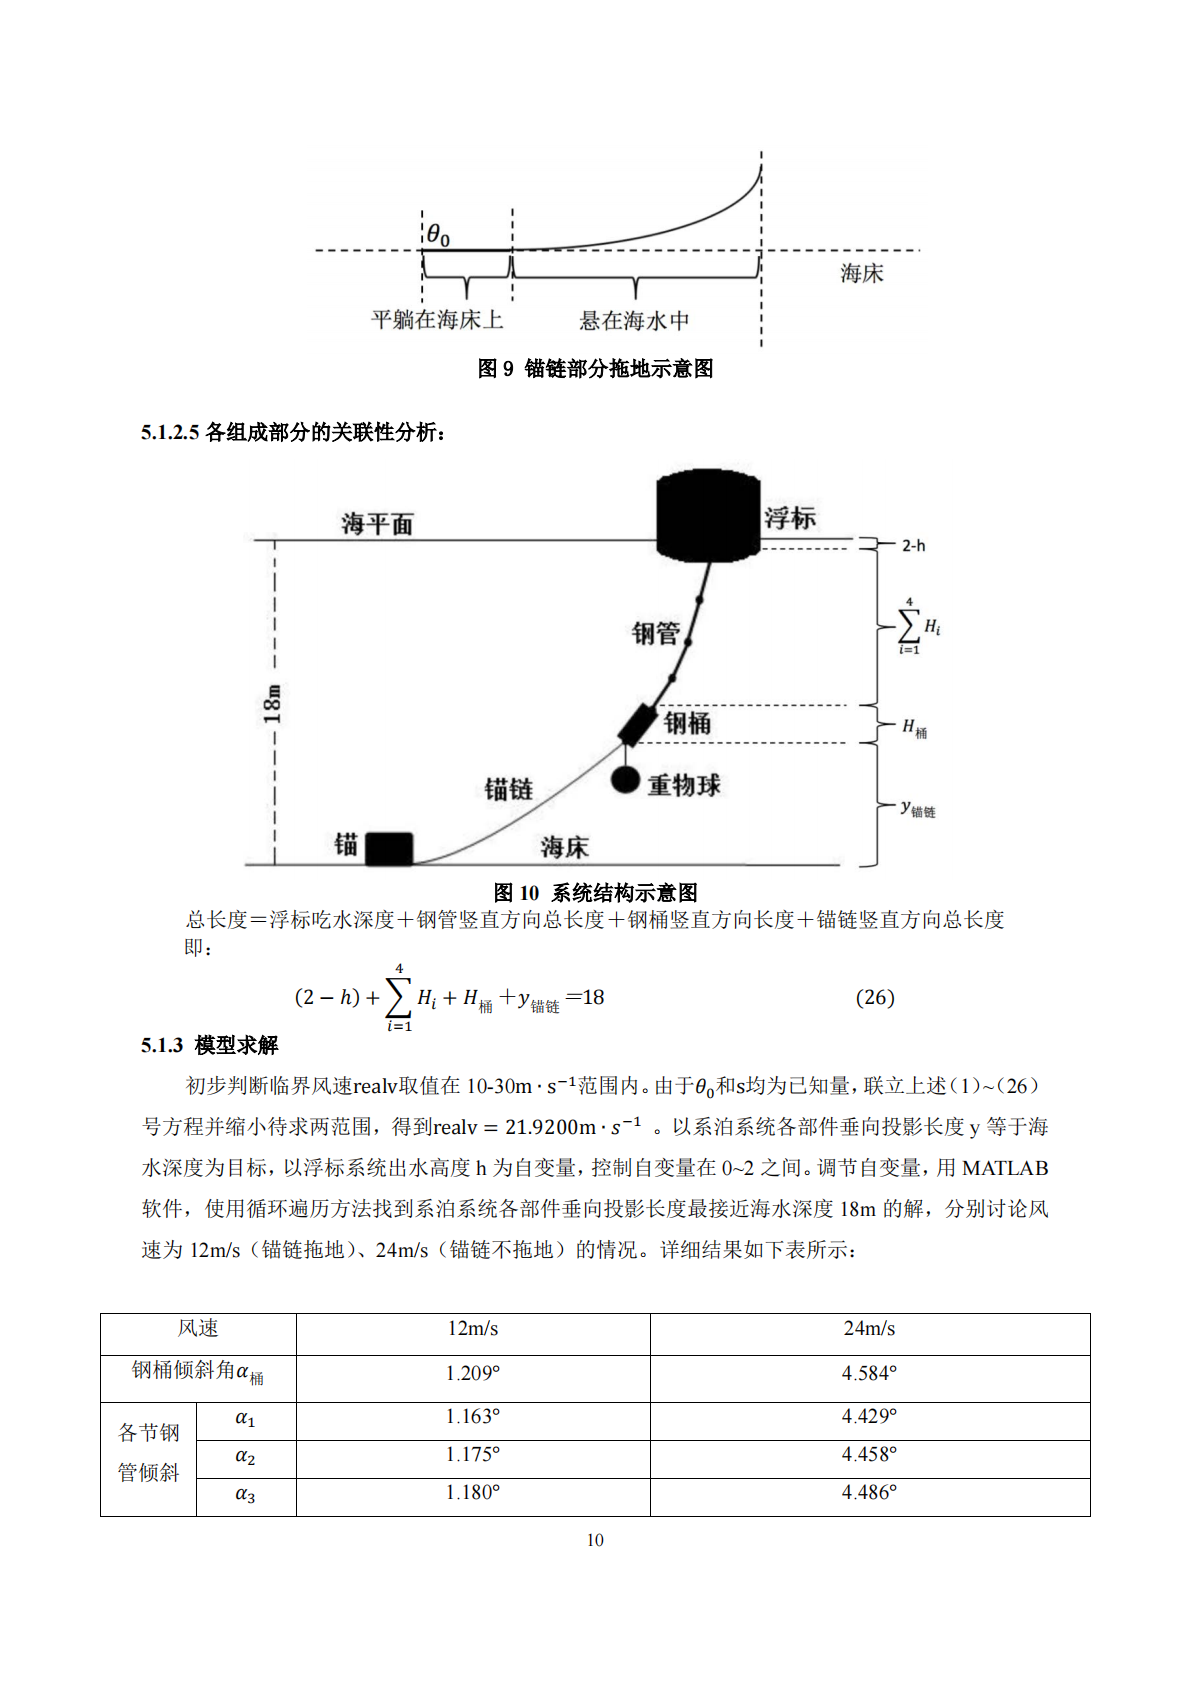 θ₀
海床
平躺在海床上 悬在海水中
图 9 锚链部分拖地示意图
5.1.2.5 各组成部分的关联性分析：
海平面
浮标
2-h
钢管
4
∑ Hᵢ
i=1
18m
钢桶
H桶
锚链
重物球
y锚链
锚
海床
图 10 系统结构示意图
总长度＝浮标吃水深度＋钢管竖直方向总长度＋钢桶竖直方向长度＋锚链竖直方向总长度
即：
4
(2 − h) + ∑ Hᵢ + H桶 ＋y锚链 ＝18 (26)
i=1
5.1.3 模型求解
初步判断临界风速realv取值在 10-30m · s⁻¹范围内。由于θ₀和s均为已知量，联立上述（1）~（26）
号方程并缩小待求两范围，得到realv = 21.9200m · s⁻¹ 。以系泊系统各部件垂向投影长度 y 等于海
水深度为目标，以浮标系统出水高度 h 为自变量，控制自变量在 0~2 之间。调节自变量，用 MATLAB
软件，使用循环遍历方法找到系泊系统各部件垂向投影长度最接近海水深度 18m 的解，分别讨论风
速为 12m/s（锚链拖地）、24m/s（锚链不拖地）的情况。详细结果如下表所示：
风速 12m/s 24m/s
钢桶倾斜角α桶 1.209° 4.584°
各节钢
管倾斜
α₁ 1.163° 4.429°
α₂ 1.175° 4.458°
α₃ 1.180° 4.486°
10